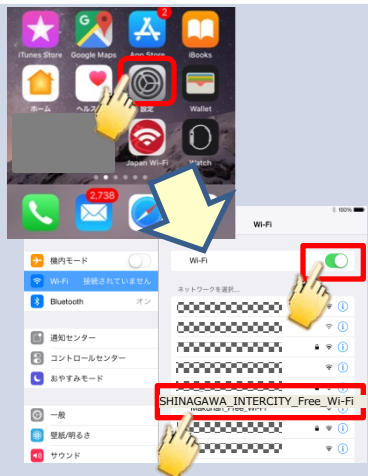 2
iTunes Store Google Maps App Store iBooks
ホーム ヘルス 設定 Wallet
Japan Wi-Fi Watch
2,738
100%
Wi-Fi
機内モード
Wi-Fi
Wi-Fi 接続されていません
ネットワークを選択...
Bluetooth オン
通知センター
コントロールセンター
おやすみモード
SHINAGAWA_INTERCITY_Free_Wi-Fi
Makuhari_Free_Wi-Fi
一般
壁紙/明るさ
サウンド